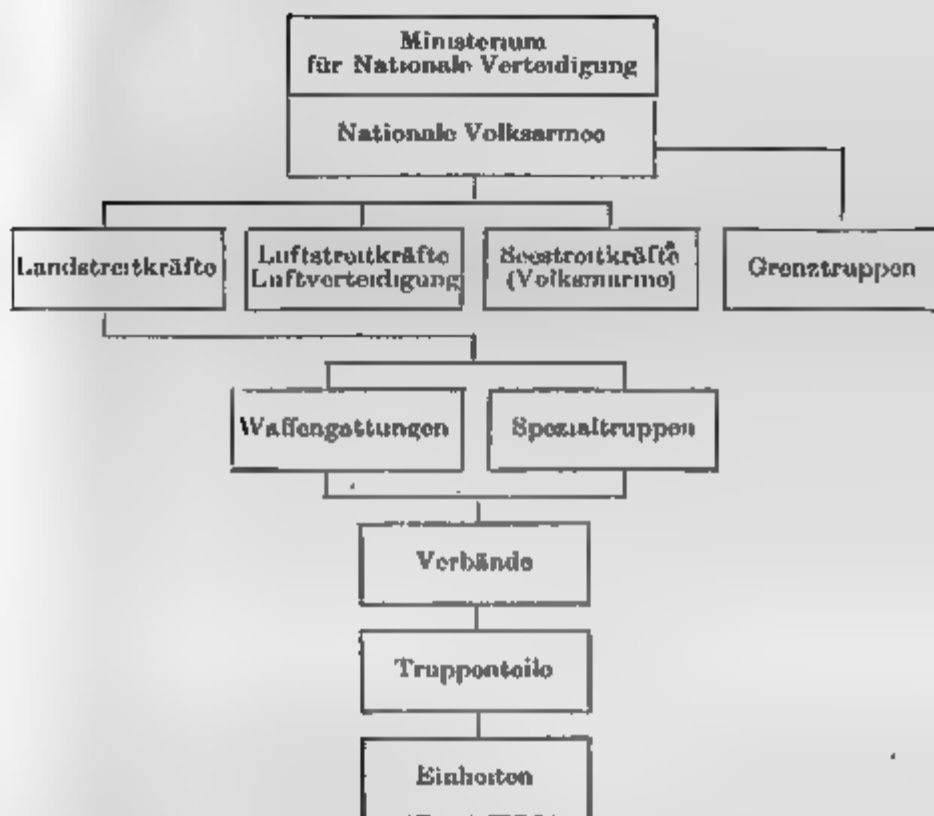 Ministerium
für Nationale Verteidigung
Nationale Volksarmee
Landstreitkräfte
Luftstreitkräfte
Luftverteidigung
Seestreitkräfte
(Volksmarine)
Grenztruppen
Waffengattungen
Spezialtruppen
Verbände
Truppenteile
Einheiten